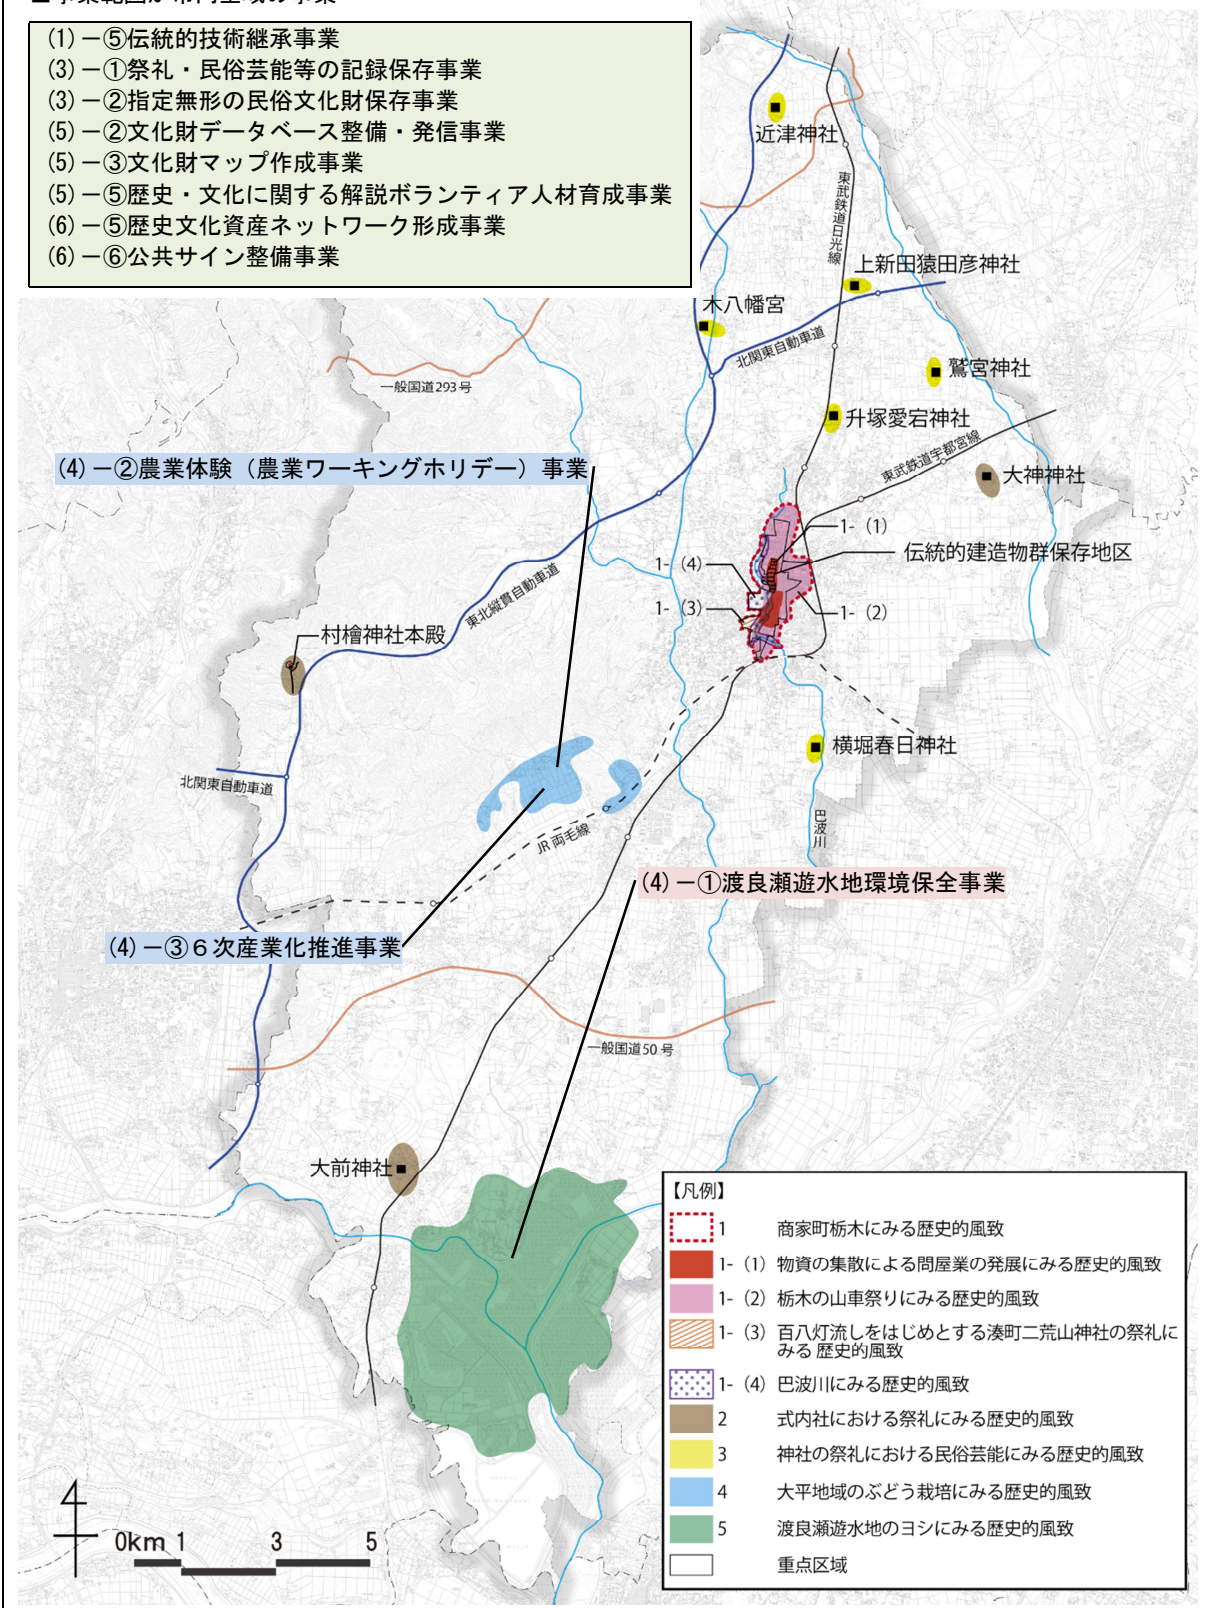 (1)－⑤伝統的技術継承事業
(3)－①祭礼・民俗芸能等の記録保存事業
(3)－②指定無形の民俗文化財保存事業
(5)－②文化財データベース整備・発信事業
(5)－③文化財マップ作成事業
(5)－⑤歴史・文化に関する解説ボランティア人材育成事業
(6)－⑤歴史文化資産ネットワーク形成事業
(6)－⑥公共サイン整備事業
近津神社
東武鉄道日光線
上新田猿田彦神社
木八幡宮
北関東自動車道
鷲宮神社
一般国道293号
升塚愛宕神社
東武鉄道宇都宮線
(4)－②農業体験（農業ワーキングホリデー）事業
大神神社
1-（1）
伝統的建造物群保存地区
1-（4）
1-（3）
1-（2）
東北縦貫自動車道
村檜神社本殿
横堀春日神社
北関東自動車道
巴波川
JR両毛線
(4)－①渡良瀬遊水地環境保全事業
(4)－③６次産業化推進事業
一般国道50号
大前神社
【凡例】
1 商家町栃木にみる歴史的風致
1-（1）物資の集散による問屋業の発展にみる歴史的風致
1-（2）栃木の山車祭りにみる歴史的風致
1-（3）百八灯流しをはじめとする湊町二荒山神社の祭礼に
みる 歴史的風致
1-（4）巴波川にみる歴史的風致
2 式内社における祭礼にみる歴史的風致
3 神社の祭礼における民俗芸能にみる歴史的風致
4 大平地域のぶどう栽培にみる歴史的風致
5 渡良瀬遊水地のヨシにみる歴史的風致
重点区域
0km 1 3 5